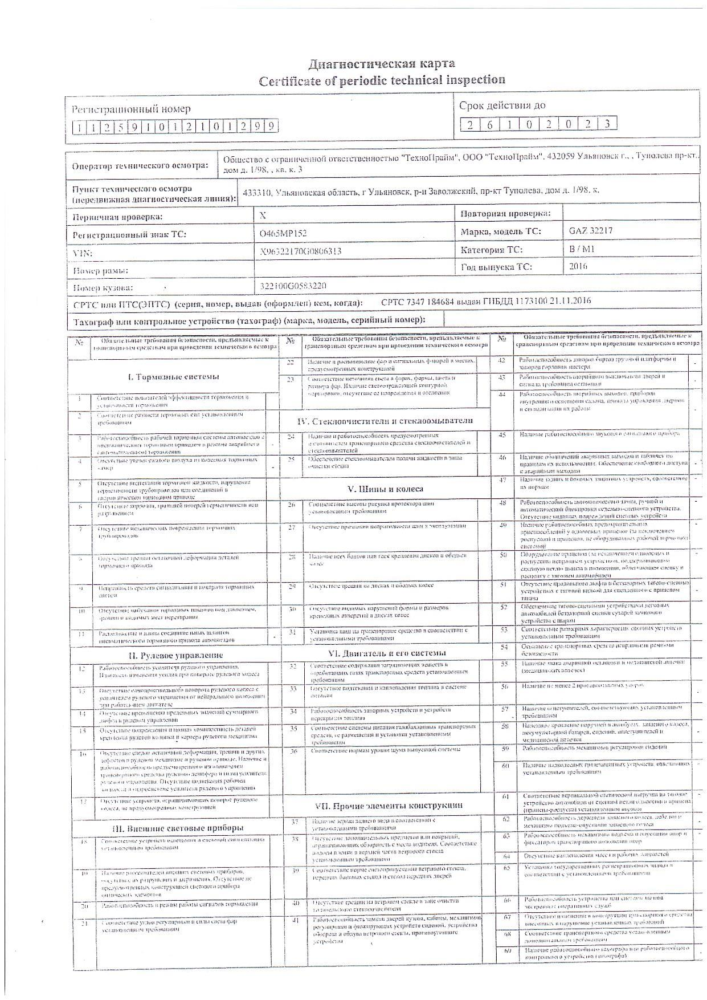 Диагностическая карта
Certificate of periodic technical inspection
Регистрационный номер
112591012101299
Срок действия до
26102023
Оператор технического осмотра:
Общество с ограниченной ответственностью "ТехноПрайм", ООО "ТехноПрайм", 432059 Ульяновск г., , Туполева пр-кт.,
дом д. 1/98, , кв. к. 3
Пункт технического осмотра
(передвижная диагностическая линия):
433310, Ульяновская область, г Ульяновск, р-н Заволжский, пр-кт Туполева, дом д. 1/98, к.
Первичная проверка: X Повторная проверка:
Регистрационный знак ТС: О465МР152 Марка, модель ТС: GAZ 32217
VIN: X96322170G0806313 Категория ТС: B / M1
Номер рамы: Год выпуска ТС: 2016
Номер кузова: 322100G0583220
СРТС или ПТС(ЭПТС) (серия, номер, выдан (оформлен) кем, когда): СРТС 7347 184684 выдан ГИБДД 1173100 21.11.2016
Тахограф или контрольное устройство (тахограф) (марка, модель, серийный номер):
№ Обязательные требования безопасности, предъявляемые к
транспортным средствам при проведении технического осмотра
I. Тормозные системы
1 Соответствие показателей эффективности торможения и
устойчивости торможения
2 Соответствие разности тормозных сил установленным
требованиям
3 Работоспособность рабочей тормозной системы автопоездов с
пневматическим тормозным приводом в режиме аварийного
(автоматического) торможения -
4 Отсутствие утечек сжатого воздуха из колесных тормозных
камер -
5 Отсутствие подтеканий тормозной жидкости, нарушения
герметичности трубопроводов или соединений в
гидравлическом тормозном приводе
6 Отсутствие коррозии, грозящей потерей герметичности или
разрушением
7 Отсутствие механических повреждений тормозных
трубопроводов
8 Отсутствие трещин остаточной деформации деталей
тормозного привода
9 Исправность средств сигнализации и контроля тормозных
систем
10 Отсутствие набухания тормозных шлангов под давлением,
трещин и видимых мест перетирания
11 Расположение и длина соединительных шлангов
пневматического тормозного привода автопоездов -
II. Рулевое управление
12 Работоспособность усилителя рулевого управления.
Плавность изменения усилия при повороте рулевого колеса
13 Отсутствие самопроизвольного поворота рулевого колеса с
усилителем рулевого управления от нейтрального положения
при работающем двигателе
14 Отсутствие превышения предельных значений суммарного
люфта в рулевом управлении
15 Отсутствие повреждения и полная комплектность деталей
крепления рулевой колонки и картера рулевого механизма
16 Отсутствие следов остаточной деформации, трещин и других
дефектов в рулевом механизме и рулевом приводе. Наличие и
работоспособность предусмотренного изготовителем
транспортного средства рулевого демпфера и (или) усилителя
рулевого управления. Отсутствие подтекания рабочей
жидкости в гидросистеме усилителя рулевого управления
17 Отсутствие устройств, ограничивающих поворот рулевого
колеса, не предусмотренных конструкцией
III. Внешние световые приборы
18 Соответствие устройств освещения и световой сигнализации
установленным требованиям
19 Наличие рассеивателей внешних световых приборов,
отсутствие их разрушения и загрязнения. Отсутствие не
предусмотренных конструкцией светового прибора
оптических элементов
20 Работоспособность и режим работы сигналов торможения
21 Соответствие углов регулировки и силы света фар
установленным требованиям
№ Обязательные требования безопасности, предъявляемые к
транспортным средствам при проведении технического осмотра
22 Наличие и расположение фар и сигнальных фонарей в местах,
предусмотренных конструкцией
23 Соответствие источника света в фарах, формы, цвета и
размера фар. Наличие светоотражающей контурной
маркировки, отсутствие ее повреждения и отслоения
IV. Стеклоочистители и стеклоомыватели
24 Наличие и работоспособность предусмотренных
изготовителем транспортного средства стеклоочистителей и
стеклоомывателей
25 Обеспечение стеклоомывателем подачи жидкости в зоны
очистки стекла
V. Шины и колеса
26 Соответствие высоты рисунка протектора шин
установленным требованиям
27 Отсутствие признаков непригодности шин к эксплуатации
28 Наличие всех болтов или гаек крепления дисков и ободьев
колес
29 Отсутствие трещин на дисках и ободьях колес
30 Отсутствие видимых нарушений формы и размеров
крепежных отверстий в дисках колес
31 Установка шин на транспортное средство в соответствии с
установленными требованиями
VI. Двигатель и его системы
32 Соответствие содержания загрязняющих веществ в
отработавших газах транспортных средств установленным
требованиям
33 Отсутствие подтекания и каплепадения топлива в системе
питания
34 Работоспособность запорных устройств и устройств
перекрытия топлива
35 Соответствие системы питания газобаллонных транспортных
средств, ее размещения и установки установленным
требованиям
36 Соответствие нормам уровня шума выпускной системы
VII. Прочие элементы конструкции
37 Наличие зеркал заднего вида в соответствии с
установленными требованиями
38 Отсутствие дополнительных предметов или покрытий,
ограничивающих обзорность с места водителя. Соответствие
полосы пленки в верхней части ветрового стекла
установленным требованиям
39 Соответствие норме светопропускания ветрового стекла,
передних боковых стекол и стекол передних дверей
40 Отсутствие трещин на ветровом стекле в зоне очистки
водительского стеклоочистителя
41 Работоспособность замков дверей кузова, кабины, механизмов
регулировки и фиксирующих устройств сидений, устройства
обогрева и обдува ветрового стекла, противоугонного
устройства
№ Обязательные требования безопасности, предъявляемые к
транспортным средствам при проведении технического осмотра
42 Работоспособность запоров бортов грузовой платформы и
запоров горловин цистерн -
43 Работоспособность аварийного выключателя дверей и
сигнала требования остановки -
44 Работоспособность аварийных выходов, приборов
внутреннего освещения салона, привода управления дверями
и сигнализации их работы -
45 Наличие работоспособного звукового сигнального прибора
46 Наличие обозначений аварийных выходов и табличек по
правилам их использования. Обеспечение свободного доступа
к аварийным выходам -
47 Наличие задних и боковых защитных устройств, соответствие
их нормам -
48 Работоспособность автоматического замка, ручной и
автоматической блокировки седельно-сцепного устройства.
Отсутствие видимых повреждений сцепных устройств -
49 Наличие работоспособных предохранительных
приспособлений у одноосных прицепов (за исключением
роспусков) и прицепов, не оборудованных рабочей тормозной
системой -
50 Оборудование прицепов (за исключением одноосных и
роспусков) исправным устройством, поддерживающим
сцепную петлю дышла в положении, облегчающем сцепку и
расцепку с тяговым автомобилем -
51 Отсутствие продольного люфта в беззазорных тягово-сцепных
устройствах с тяговой вилкой для сцепленного с прицепом
тягача -
52 Обеспечение тягово-сцепными устройствами легковых
автомобилей беззазорной сцепки сухарей замкового
устройства с шаром -
53 Соответствие размерных характеристик сцепных устройств
установленным требованиям -
54 Оснащение транспортных средств исправными ремнями
безопасности
55 Наличие знака аварийной остановки и медицинской аптечки
(медицинских аптечек)
56 Наличие не менее 2 противооткатных упоров -
57 Наличие огнетушителей, соответствующих установленным
требованиям
58 Надежное крепление поручней в автобусах, запасного колеса,
аккумуляторной батареи, сидений, огнетушителей и
медицинской аптечки
59 Работоспособность механизмов регулировки сидений
60 Наличие надколесных грязезащитных устройств, отвечающих
установленным требованиям -
61 Соответствие вертикальной статической нагрузки на тяговое
устройство автомобиля от сцепной петли одноосного прицепа
(прицепа-роспуска) установленным нормам -
62 Работоспособность держателя запасного колеса, лебедки и
механизма подъема-опускания запасного колеса -
63 Работоспособность механизмов подъема и опускания опор и
фиксаторов транспортного положения опор -
64 Отсутствие каплепадения масел и рабочих жидкостей
65 Установка государственных регистрационных знаков в
соответствии с установленными требованиями
66 Работоспособность устройства или системы вызова
экстренных оперативных служб -
67 Отсутствие изменений в конструкции транспортного средства,
внесенных в нарушение установленных требований
68 Соответствие транспортного средства установленным
дополнительным требованиям -
69 Наличие работоспособного тахографа или работоспособного
контрольного устройства (тахографа) -